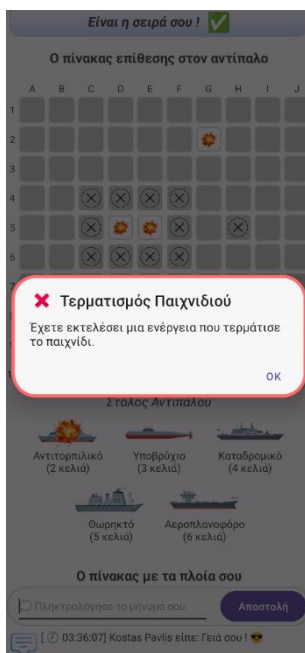 Είναι η σειρά σου !
Ο πίνακας επίθεσης στον αντίπαλο
A B C D E F G H I J
1
2
3
4
5
6
Τερματισμός Παιχνιδιού
Έχετε εκτελέσει μια ενέργεια που τερμάτισε
το παιχνίδι.
OK
Στόλος Αντιπάλου
Αντιτορπιλικό Υποβρύχιο Καταδρομικό
(2 κελιά) (3 κελιά) (4 κελιά)
Θωρηκτό Αεροπλανοφόρο
(5 κελιά) (6 κελιά)
Ο πίνακας με τα πλοία σου
Πληκτρολόγησε το μήνυμά σου Αποστολή
[ 03:36:07] Kostas Pavlis είπε: Γειά σου !